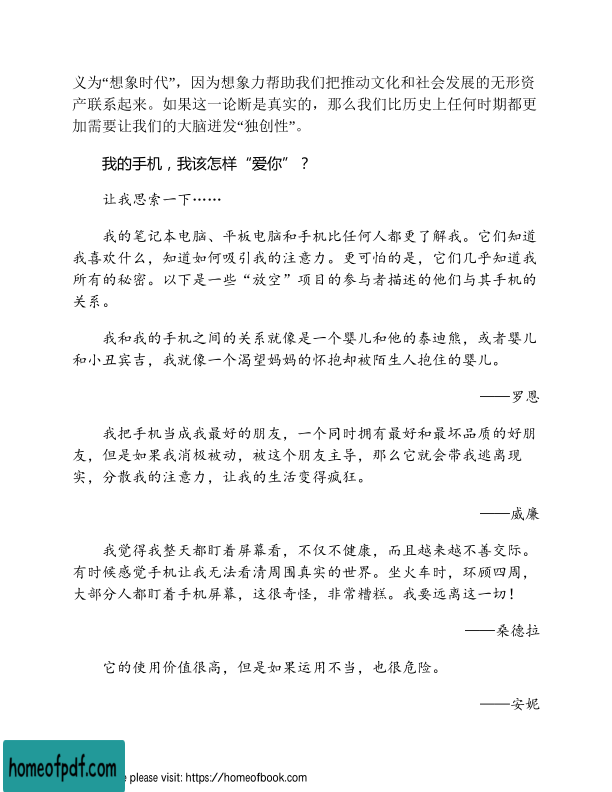 义为“想象时代”，因为想象力帮助我们把推动文化和社会发展的无形资
产联系起来。如果这一论断是真实的，那么我们比历史上任何时期都更
加需要让我们的大脑迸发“独创性”。
我的手机，我该怎样“爱你”？
让我思索一下……
我的笔记本电脑、平板电脑和手机比任何人都更了解我。它们知道
我喜欢什么，知道如何吸引我的注意力。更可怕的是，它们几乎知道我
所有的秘密。以下是一些“放空”项目的参与者描述的他们与其手机的
关系。
我和我的手机之间的关系就像是一个婴儿和他的泰迪熊，或者婴儿
和小丑宾吉，我就像一个渴望妈妈的怀抱却被陌生人抱住的婴儿。
——罗恩
我把手机当成我最好的朋友，一个同时拥有最好和最坏品质的好朋
友，但是如果我消极被动，被这个朋友主导，那么它就会带我逃离现
实，分散我的注意力，让我的生活变得疯狂。
——威廉
我觉得我整天都盯着屏幕看，不仅不健康，而且越来越不善交际。
有时候感觉手机让我无法看清周围真实的世界。坐火车时，环顾四周，
大部分人都盯着手机屏幕，这很奇怪，非常糟糕。我要远离这一切！
——桑德拉
它的使用价值很高，但是如果运用不当，也很危险。
——安妮
homeofpdf.com
e please visit: https://homeofbook.com